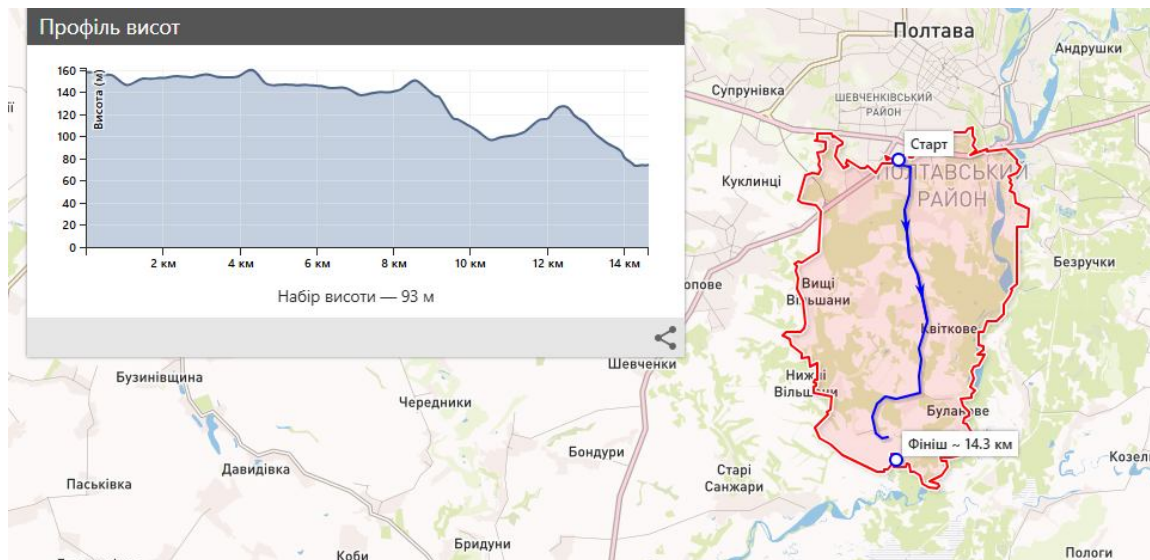 Профіль висот
Висота (м)
160
140
120
100
80
60
40
20
0
2 км
4 км
6 км
8 км
10 км
12 км
14 км
Набір висоти — 93 м
Полтава
Андрушки
Супрунівка
ШЕВЧЕНКІВСЬКИЙ
РАЙОН
Старт
Куклинці
ПОЛТАВСЬКИЙ
РАЙОН
Безручки
Вищі
Вільшани
опове
Квіткове
Шевченки
Нижні
Вільшани
Бузинівщина
Чередники
Буланове
Фініш ~ 14.3 км
Бондури
Козел
Давидівка
Старі
Санжари
Паськівка
Бридуни
Коби
Пологи